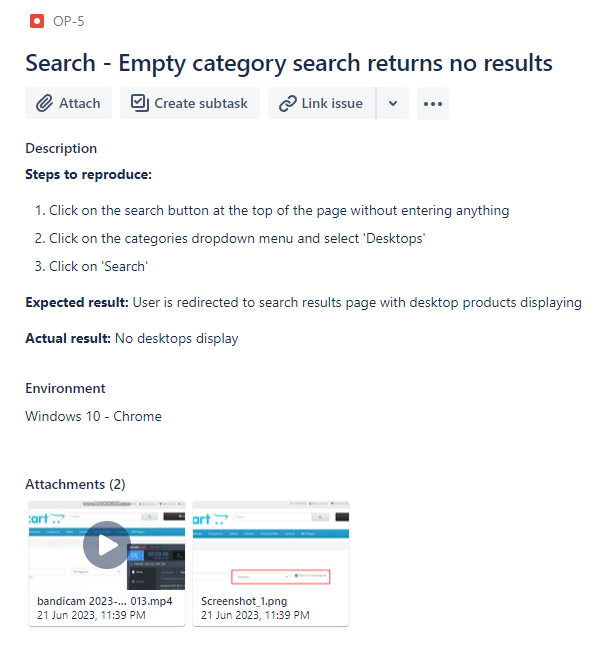 OP-5
Search - Empty category search returns no results
Attach
Create subtask
Link issue
Description
Steps to reproduce:
1. Click on the search button at the top of the page without entering anything
2. Click on the categories dropdown menu and select 'Desktops'
3. Click on 'Search'
Expected result: User is redirected to search results page with desktop products displaying
Actual result: No desktops display
Environment
Windows 10 - Chrome
Attachments (2)
cart
art
bandicam 2023-... 013.mp4
Screenshot_1.png
21 Jun 2023, 11:39 PM
21 Jun 2023, 11:39 PM